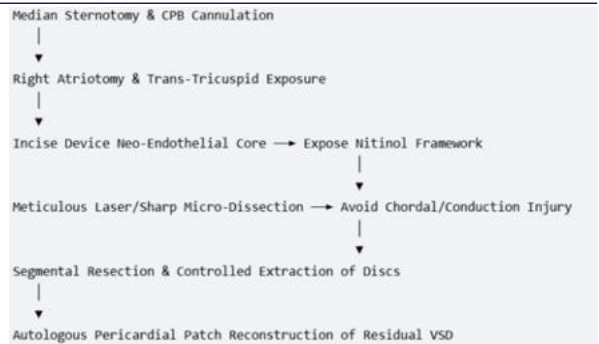 Median Sternotomy & CPB Cannulation
Right Atriotomy & Trans-Tricuspid Exposure
Incise Device Neo-Endothelial Core → Expose Nitinol Framework
Meticulous Laser/Sharp Micro-Dissection → Avoid Chordal/Conduction Injury
Segmental Resection & Controlled Extraction of Discs
Autologous Pericardial Patch Reconstruction of Residual VSD